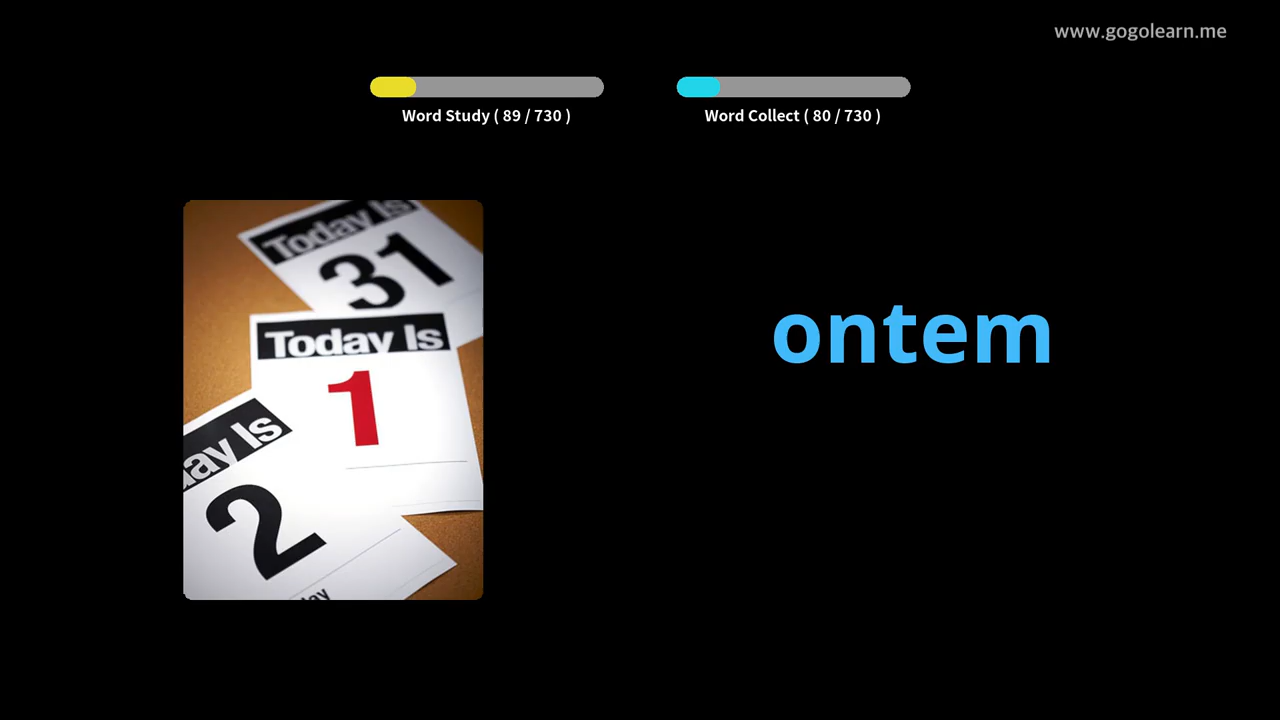 www.gogolearn.me
Word Study ( 89 / 730 )
Word Collect ( 80 / 730 )
Today Is
31
Today Is
1
ay Is
2
ay
ontem